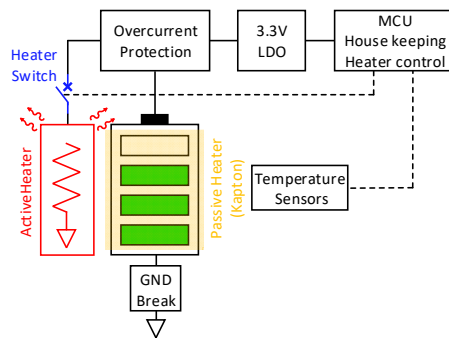 Overcurrent
Protection
3.3V
LDO
MCU
House keeping
Heater control
Heater
Switch
ActiveHeater
Passive Heater
(Kapton)
Temperature
Sensors
GND
Break